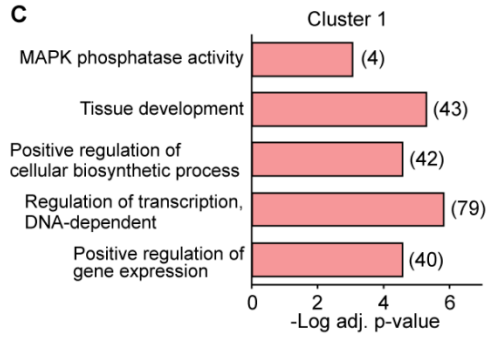 C
Cluster 1
MAPK phosphatase activity (4)
Tissue development (43)
Positive regulation of
cellular biosynthetic process (42)
Regulation of transcription,
DNA-dependent (79)
Positive regulation of
gene expression (40)
0 2 4 6
-Log adj. p-value